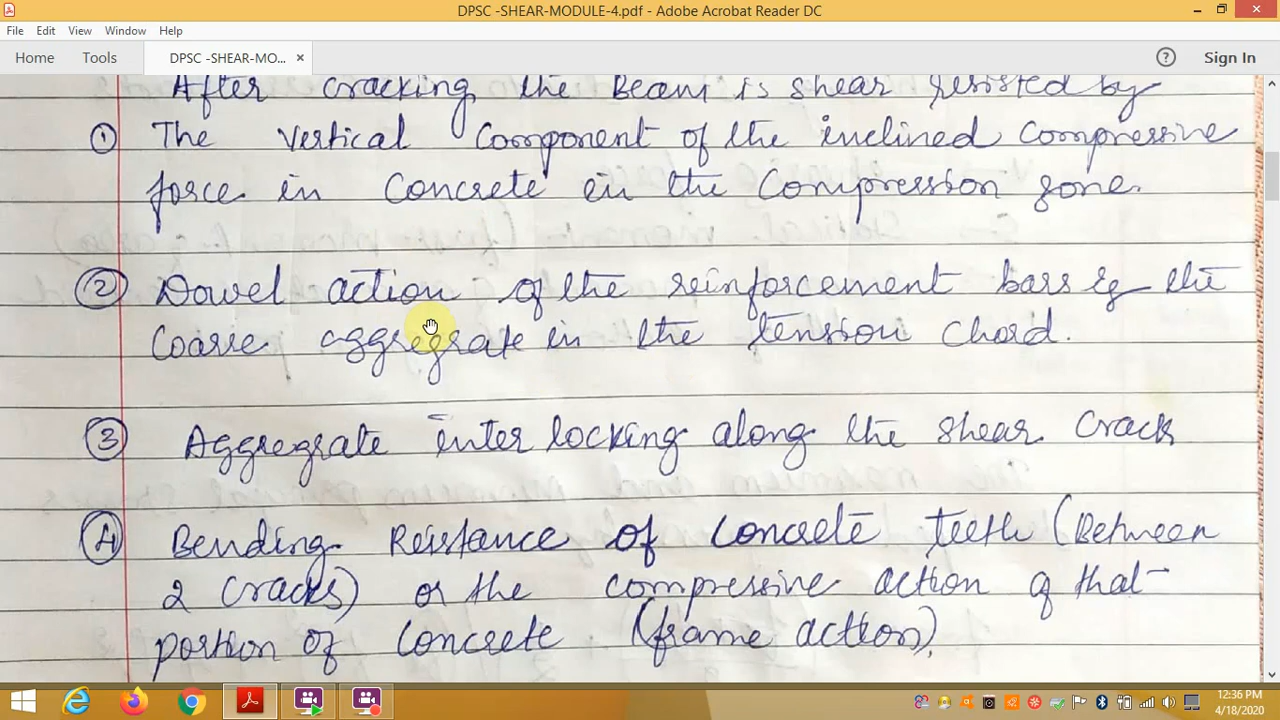 DPSC -SHEAR-MODULE-4.pdf - Adobe Acrobat Reader DC
File Edit View Window Help
Home Tools DPSC -SHEAR-MO... × ? Sign In
After cracking the Beam is shear resisted by
① The Vertical Component of the inclined compressive
force in Concrete in the Compression zone.
② Dowel action of the reinforcement bars & the
Coarse aggregrate in the tension Chord.
③ Aggregrate inter locking along the shear Crack
④ Bending Reistance of Concrete teeth (Between
2 Cracks) or the compressive action of that
portion of Concrete. (frame action).
12:36 PM
4/18/2020